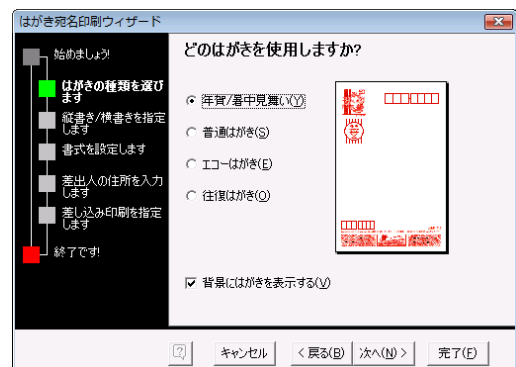 はがき宛名印刷ウィザード
始めましょう!
はがきの種類を選び
ます
縦書き/横書きを指定
します
書式を設定します
差出人の住所を入力
します
差し込み印刷を指定
します
終了です!
どのはがきを使用しますか?
年賀/暑中見舞い(Y)
普通はがき(S)
エコーはがき(E)
往復はがき(O)
背景にはがきを表示する(V)
キャンセル
< 戻る(B)
次へ(N) >
完了(F)